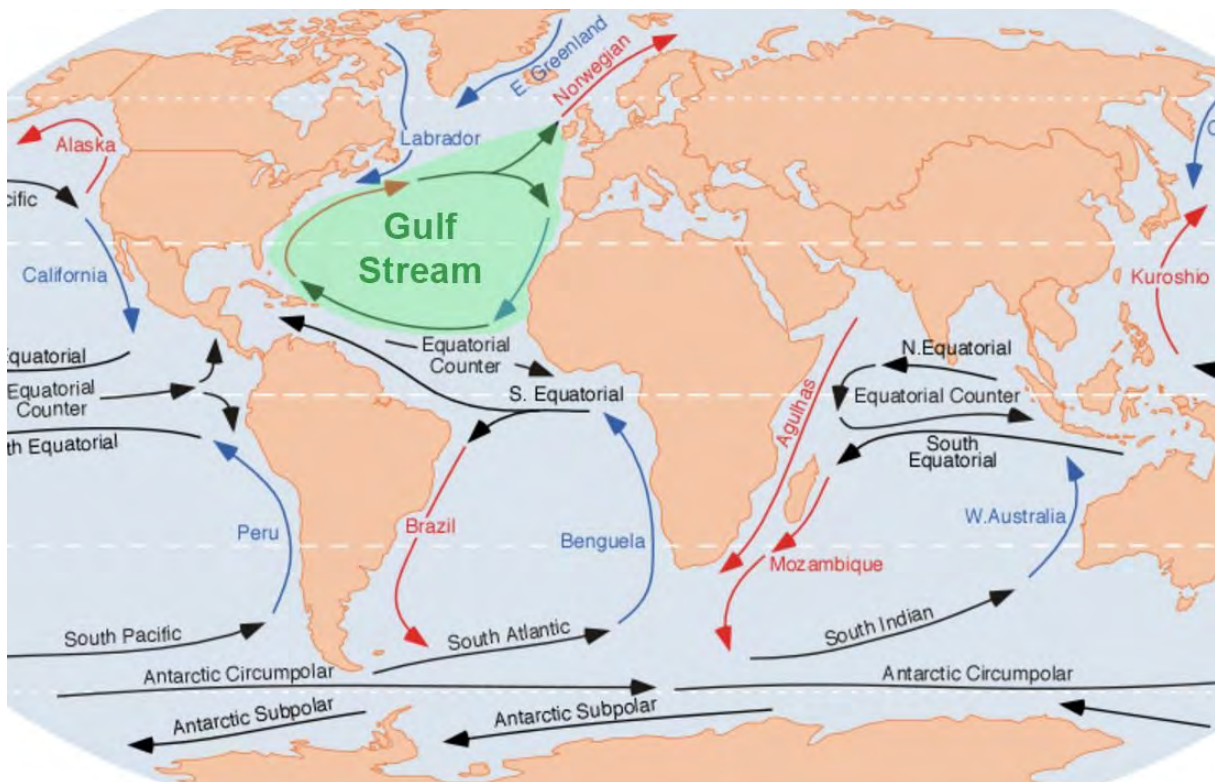 E. Greenland
Norwegian
Labrador
Alaska
cific
Gulf
Stream
California
Kuroshio
Equatorial
Counter
N.Equatorial
Equatorial
Equatorial
Counter
S. Equatorial
Equatorial Counter
Agulhas
th Equatorial
South
Equatorial
Peru
Brazil
Benguela
W.Australia
Mozambique
South Pacific
South Atlantic
South Indian
Antarctic Circumpolar
Antarctic Circumpolar
Antarctic Subpolar
Antarctic Subpolar